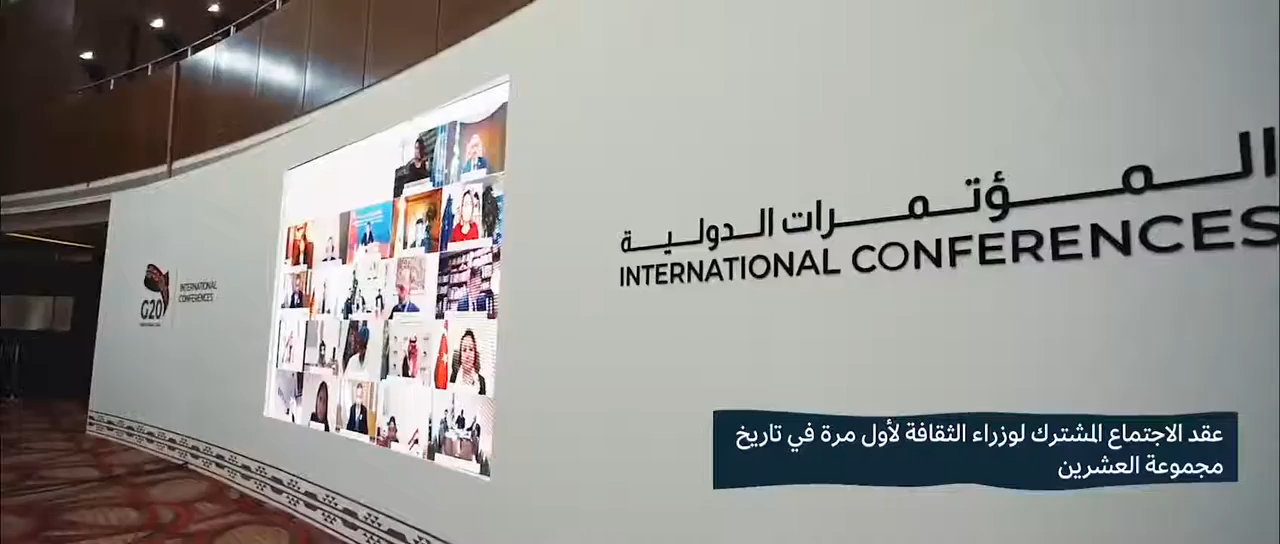 المؤتمرات الدولية
INTERNATIONAL CONFERENCES
G20
INTERNATIONAL
CONFERENCES
عقد الاجتماع المشترك لوزراء الثقافة لأول مرة في تاريخ
مجموعة العشرين